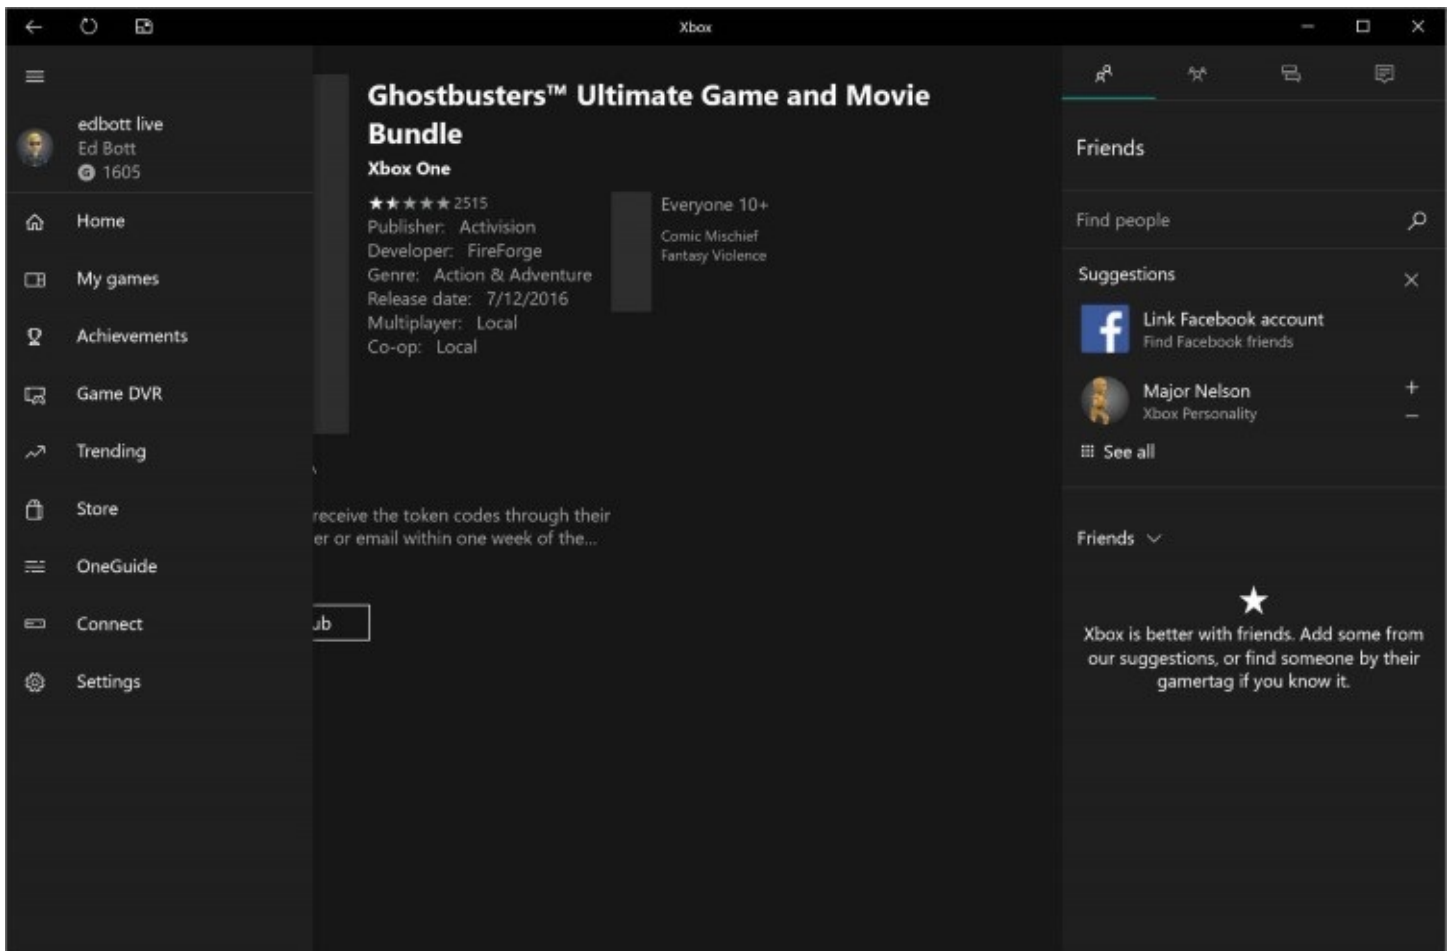 Xbox
edbott live
Ed Bott
G 1605
Home
My games
Achievements
Game DVR
Trending
Store
OneGuide
Connect
Settings
Ghostbusters™ Ultimate Game and Movie
Bundle
Xbox One
2515
Publisher: Activision
Developer: FireForge
Genre: Action & Adventure
Release date: 7/12/2016
Multiplayer: Local
Co-op: Local
Everyone 10+
Comic Mischief
Fantasy Violence
receive the token codes through their
er or email within one week of the...
ub
Friends
Find people
Suggestions
f
Link Facebook account
Find Facebook friends
Major Nelson
Xbox Personality
See all
Friends
Xbox is better with friends. Add some from
our suggestions, or find someone by their
gamertag if you know it.